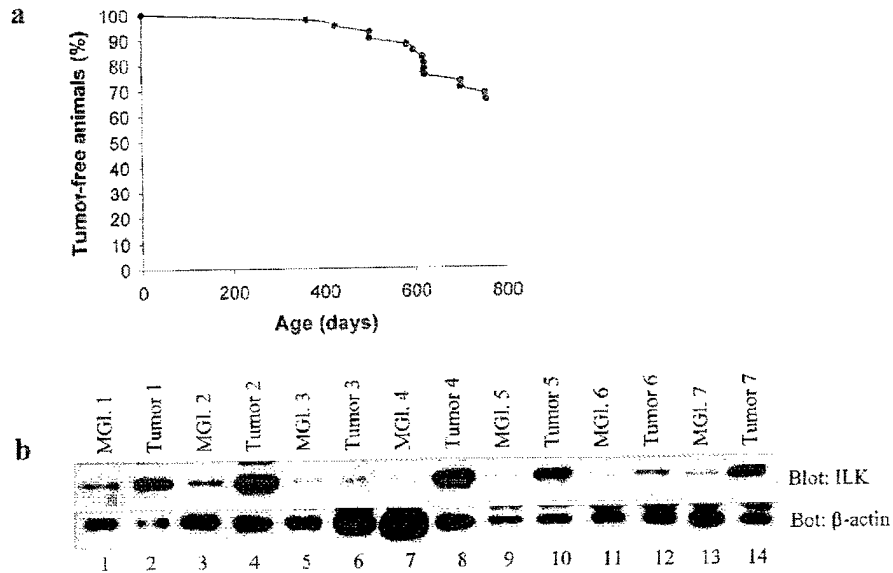 a
Tumor-free animals (%)
100
90
80
70
60
50
40
30
20
10
0
0 200 400 600 800
Age (days)
b
MGl. 1 Tumor 1 MGl. 2 Tumor 2 MGl. 3 Tumor 3 MGl. 4 Tumor 4 MGl. 5 Tumor 5 MGl. 6 Tumor 6 MGl. 7 Tumor 7
Blot: ILK
Bot: β-actin
1 2 3 4 5 6 7 8 9 10 11 12 13 14